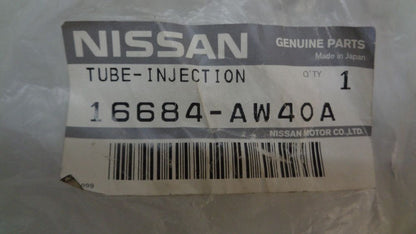 NISSAN GENUINE PARTS
Made in Japan
TUBE-INJECTION Q'TY 1
16684-AW40A
NISSAN MOTOR CO.,LTD.